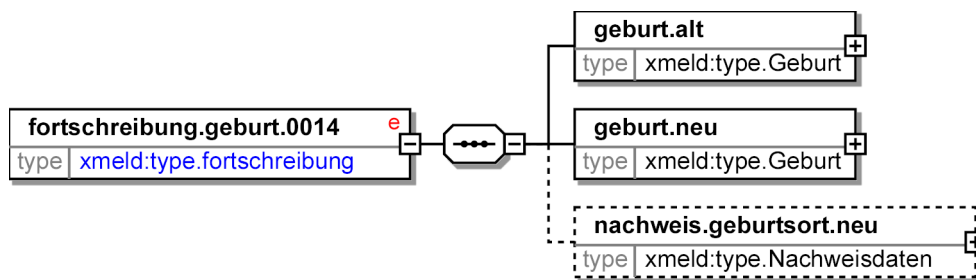 geburt.alt
type xmeld:type.Geburt
fortschreibung.geburt.0014 e
type xmeld:type.fortschreibung
geburt.neu
type xmeld:type.Geburt
nachweis.geburtsort.neu
type xmeld:type.Nachweisdaten